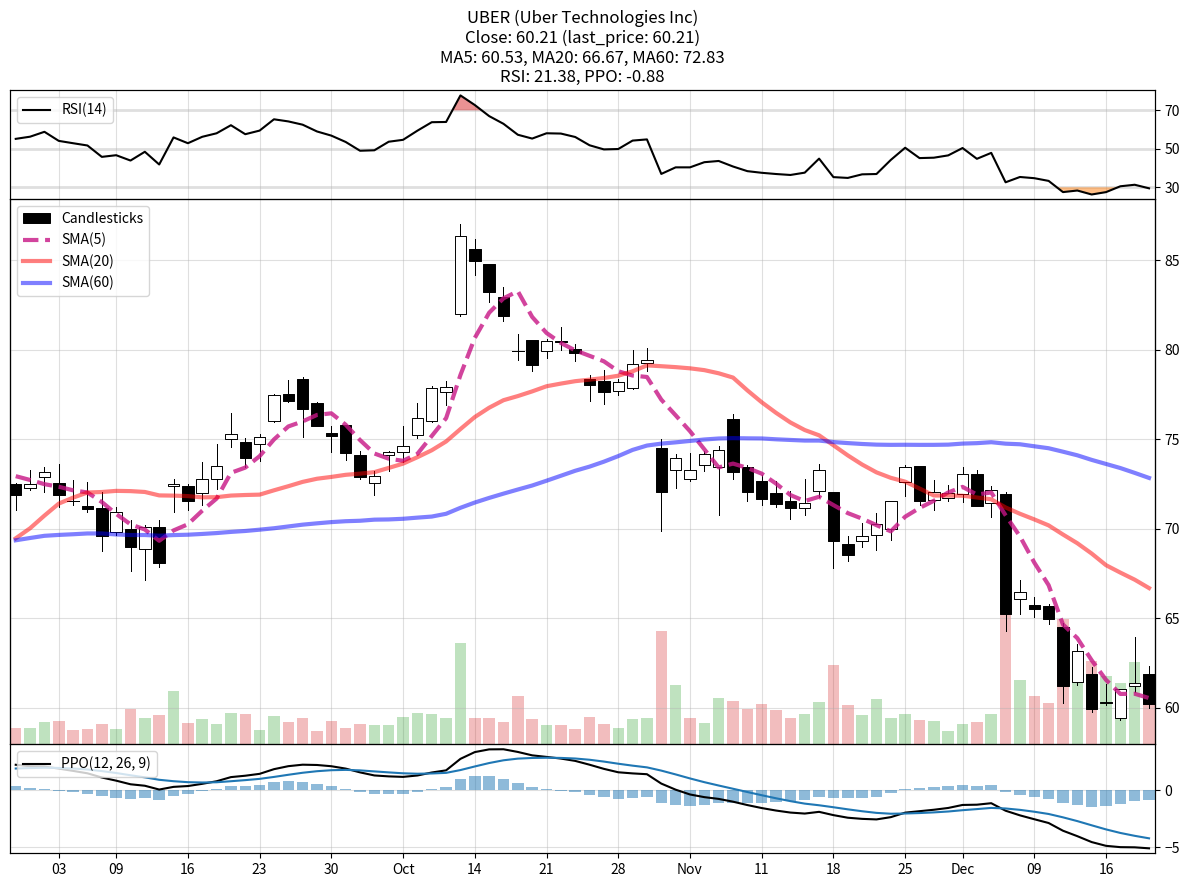 UBER (Uber Technologies Inc)
Close: 60.21 (last_price: 60.21)
MA5: 60.53, MA20: 66.67, MA60: 72.83
RSI: 21.38, PPO: -0.88
RSI(14)
70
50
30
Candlesticks
SMA(5)
SMA(20)
SMA(60)
85
80
75
70
65
60
PPO(12, 26, 9)
0
−5
03 09 16 23 30 Oct 14 21 28 Nov 11 18 25 Dec 09 16